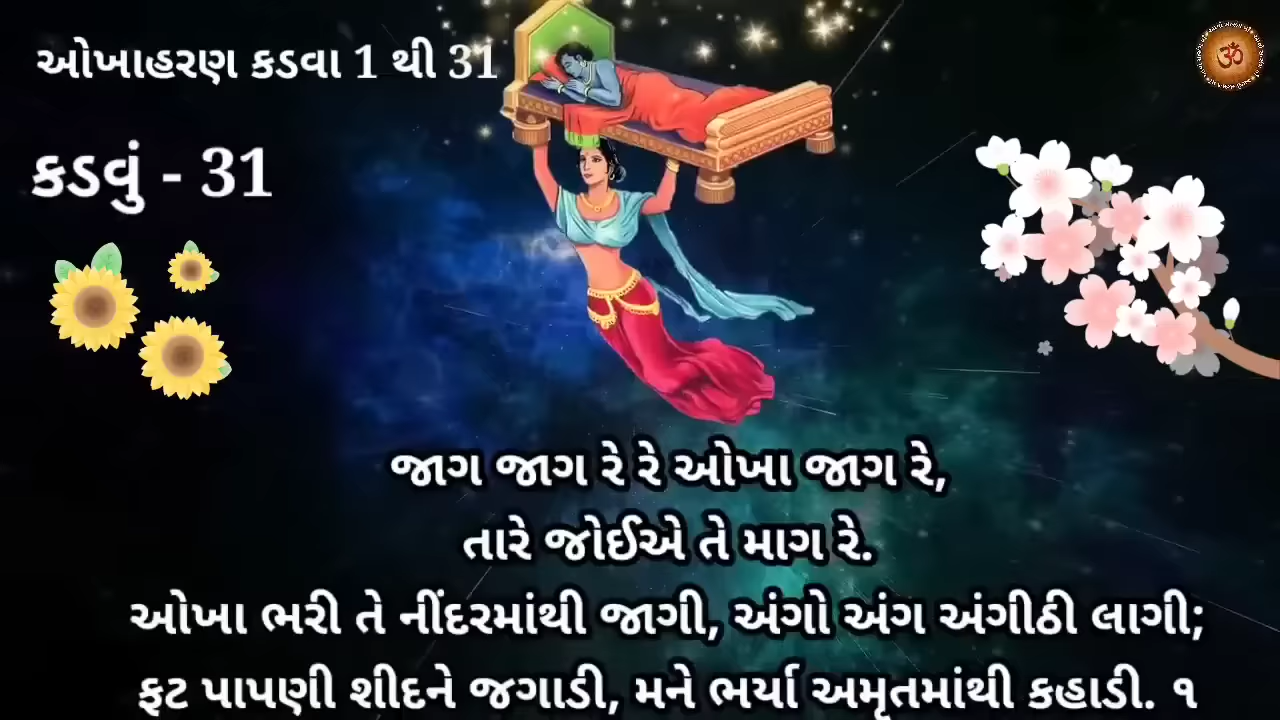 ઓખાહરણ કડવા 1 થી 31
કડવું - 31
ૐ
જાગ જાગ રે રે ઓખા જાગ રે,
તારે જોઈએ તે માગ રે.
ઓખા ભરી તે નીંદરમાંથી જાગી, અંગો અંગ અંગીઠી લાગી;
ફટ પાપણી શીદને જગાડી, મને ભર્યા અમૃતમાંથી કહાડી. ૧